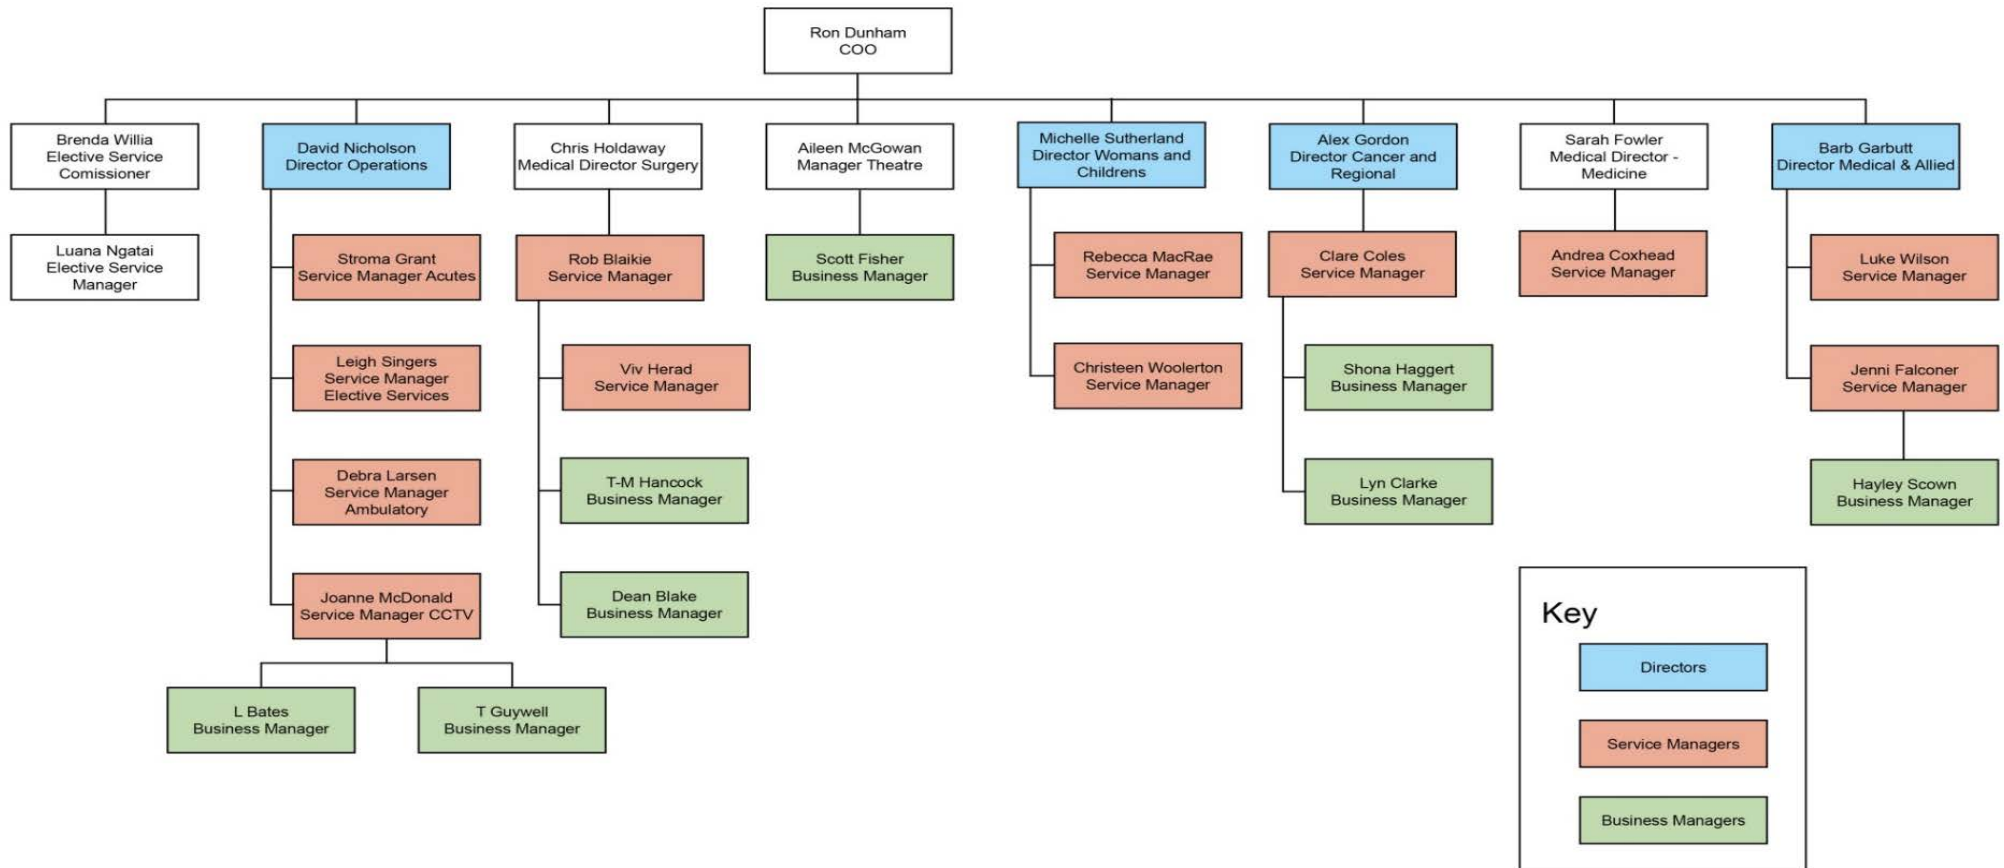 Ron Dunham
COO
Brenda Willia
Elective Service
Comissioner
David Nicholson
Director Operations
Chris Holdaway
Medical Director Surgery
Aileen McGowan
Manager Theatre
Michelle Sutherland
Director Womans and
Childrens
Alex Gordon
Director Cancer and
Regional
Sarah Fowler
Medical Director -
Medicine
Barb Garbutt
Director Medical & Allied
Luana Ngatai
Elective Service
Manager
Stroma Grant
Service Manager Acutes
Rob Blaikie
Service Manager
Scott Fisher
Business Manager
Rebecca MacRae
Service Manager
Clare Coles
Service Manager
Andrea Coxhead
Service Manager
Luke Wilson
Service Manager
Leigh Singers
Service Manager
Elective Services
Viv Herad
Service Manager
Christeen Woolerton
Service Manager
Shona Haggert
Business Manager
Jenni Falconer
Service Manager
Debra Larsen
Service Manager
Ambulatory
T-M Hancock
Business Manager
Lyn Clarke
Business Manager
Hayley Scown
Business Manager
Joanne McDonald
Service Manager CCTV
Dean Blake
Business Manager
L Bates
Business Manager
T Guywell
Business Manager
Key
Directors
Service Managers
Business Managers